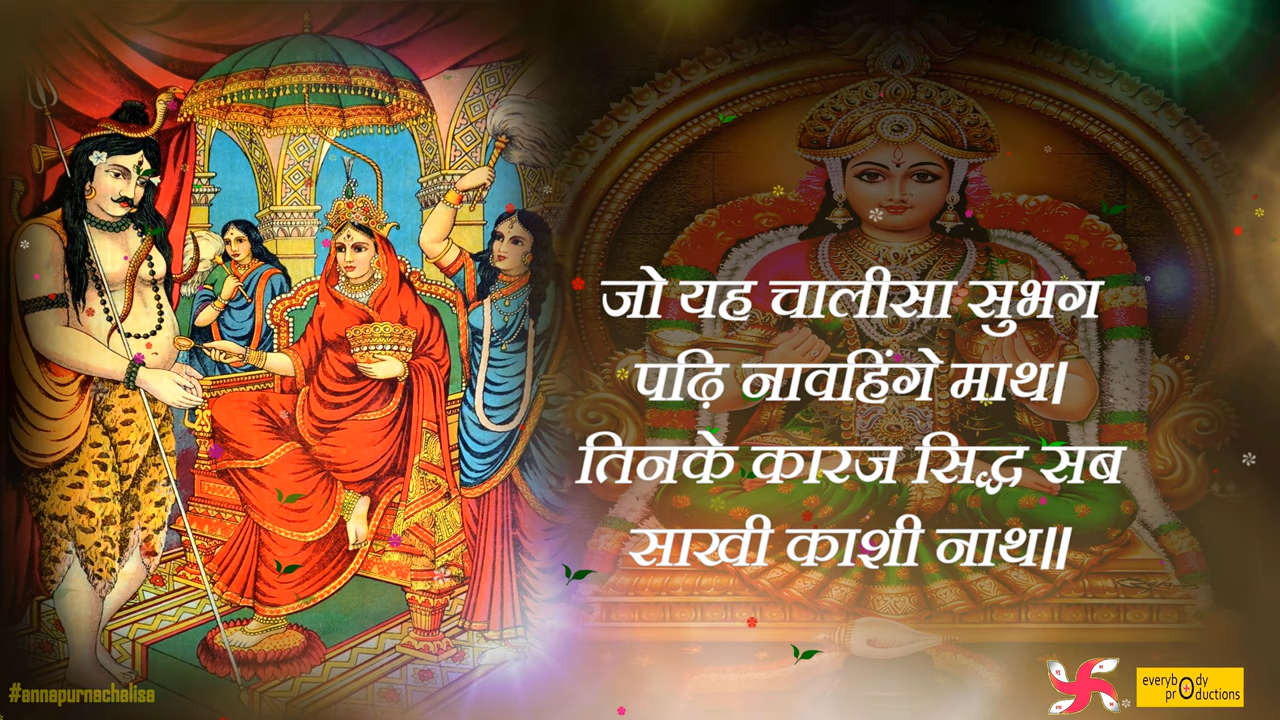 जो यह चालीसा सुभग
पढ़ि नावहिंगे माथ।
तिनके कारज सिद्ध सब
साखी काशी नाथ॥
#annapurnachalisa
everybody
productions